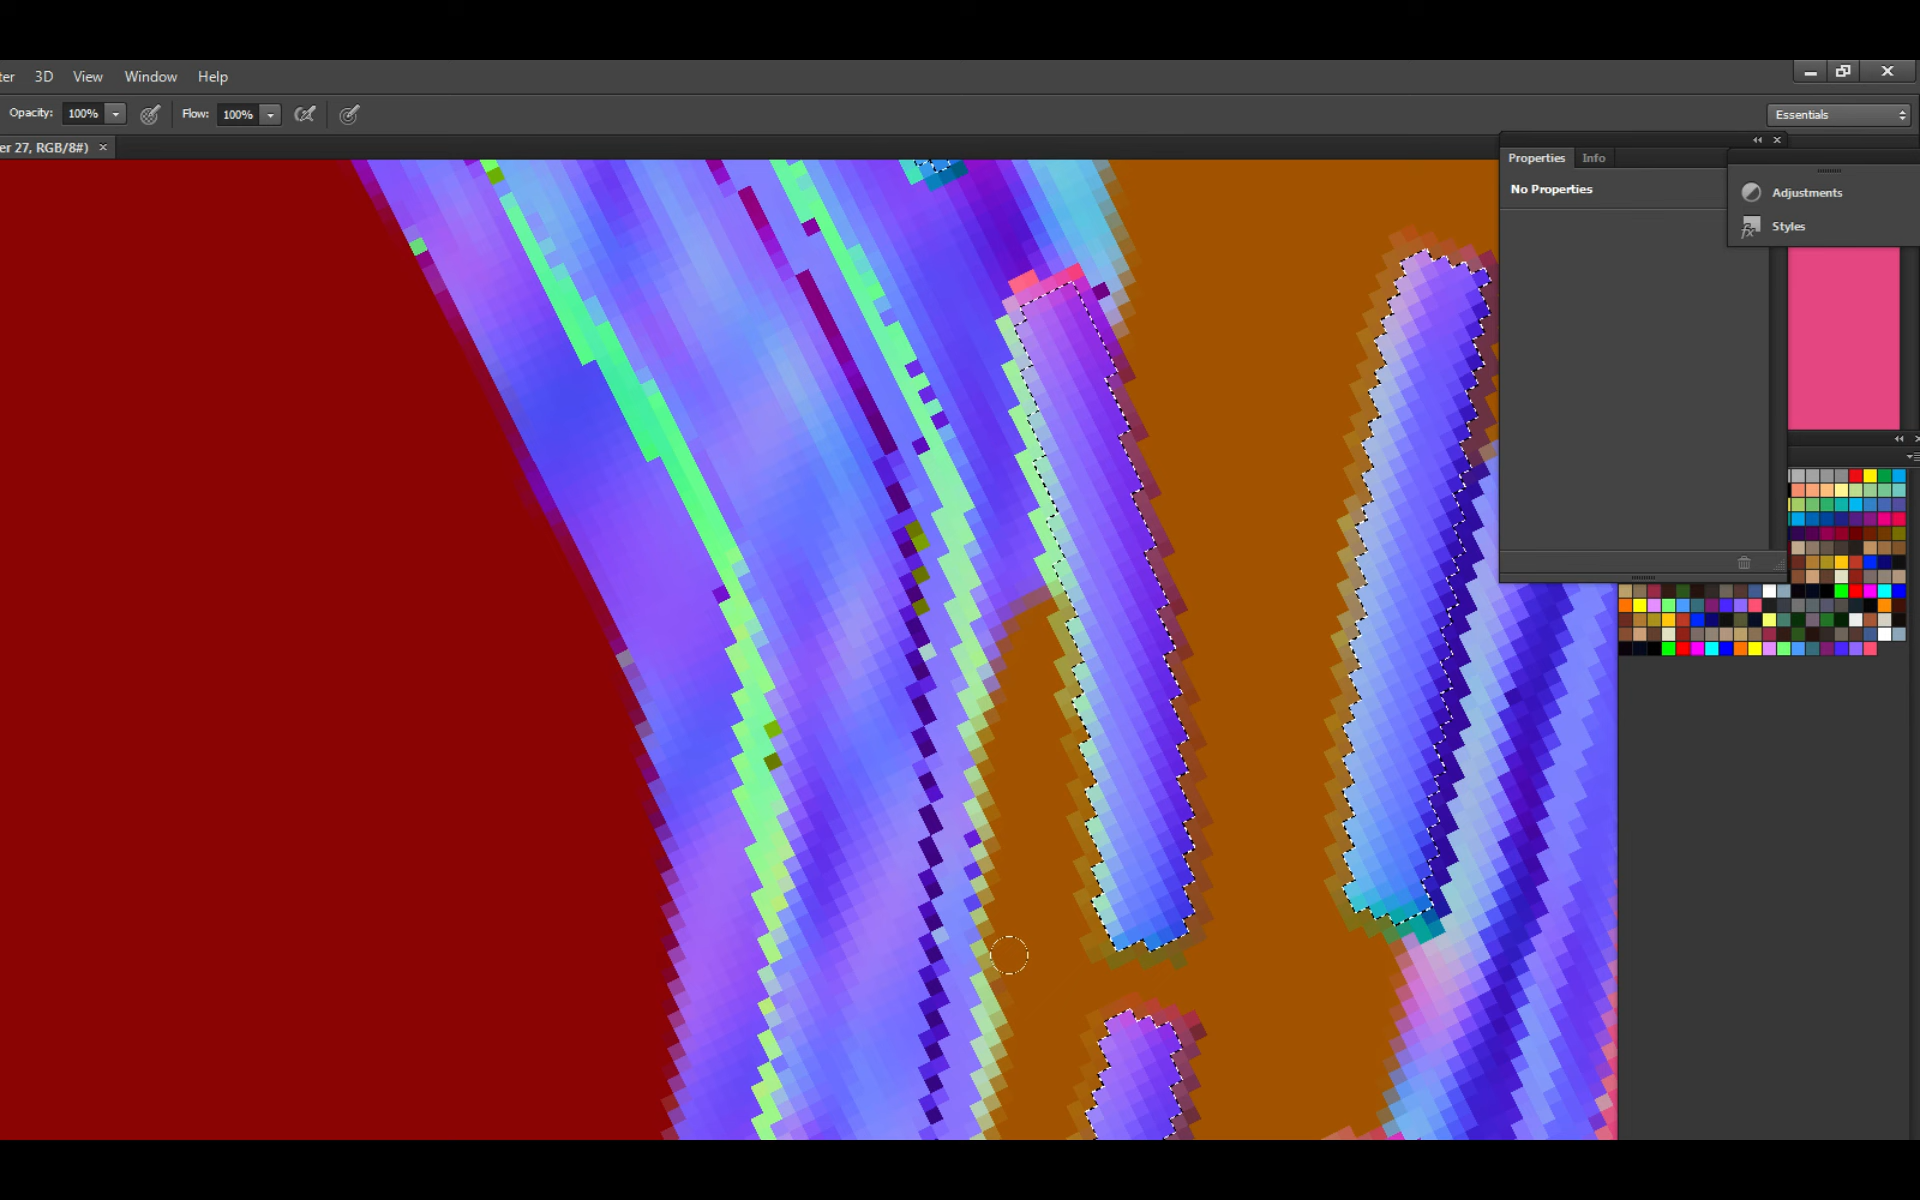 ter 3D View Window Help
Opacity: 100% Flow: 100% Essentials
er 27, RGB/8#) ×
Properties Info
No Properties
Adjustments
Styles